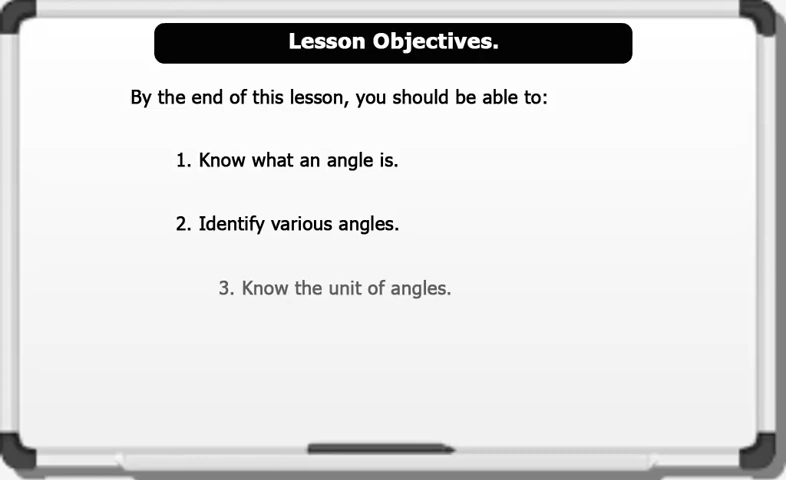 Lesson Objectives.
By the end of this lesson, you should be able to:
1. Know what an angle is.
2. Identify various angles.
3. Know the unit of angles.